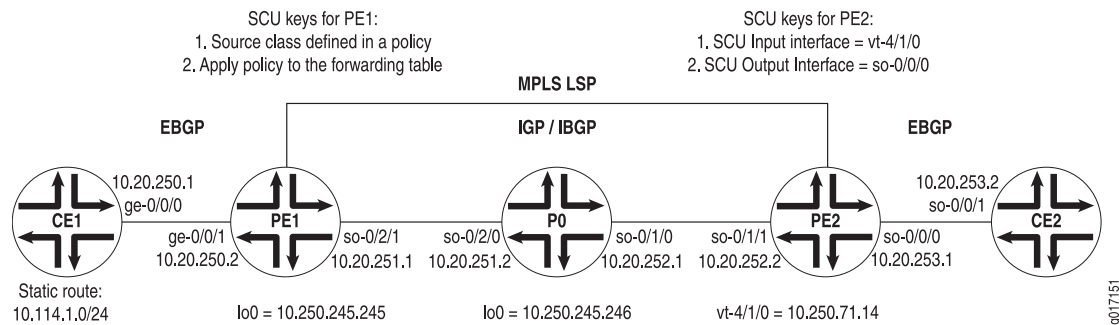 SCU keys for PE1:
1. Source class defined in a policy
2. Apply policy to the forwarding table
SCU keys for PE2:
1. SCU Input interface = vt-4/1/0
2. SCU Output Interface = so-0/0/0
MPLS LSP
EBGP
IGP / IBGP
EBGP
10.20.250.1
ge-0/0/0
CE1
ge-0/0/1
10.20.250.2
PE1
so-0/2/1
10.20.251.1
so-0/2/0
10.20.251.2
P0
so-0/1/0
10.20.252.1
so-0/1/1
10.20.252.2
PE2
so-0/0/0
10.20.253.1
10.20.253.2
so-0/0/1
CE2
Static route:
10.114.1.0/24
lo0 = 10.250.245.245
lo0 = 10.250.245.246
vt-4/1/0 = 10.250.71.14
g017151